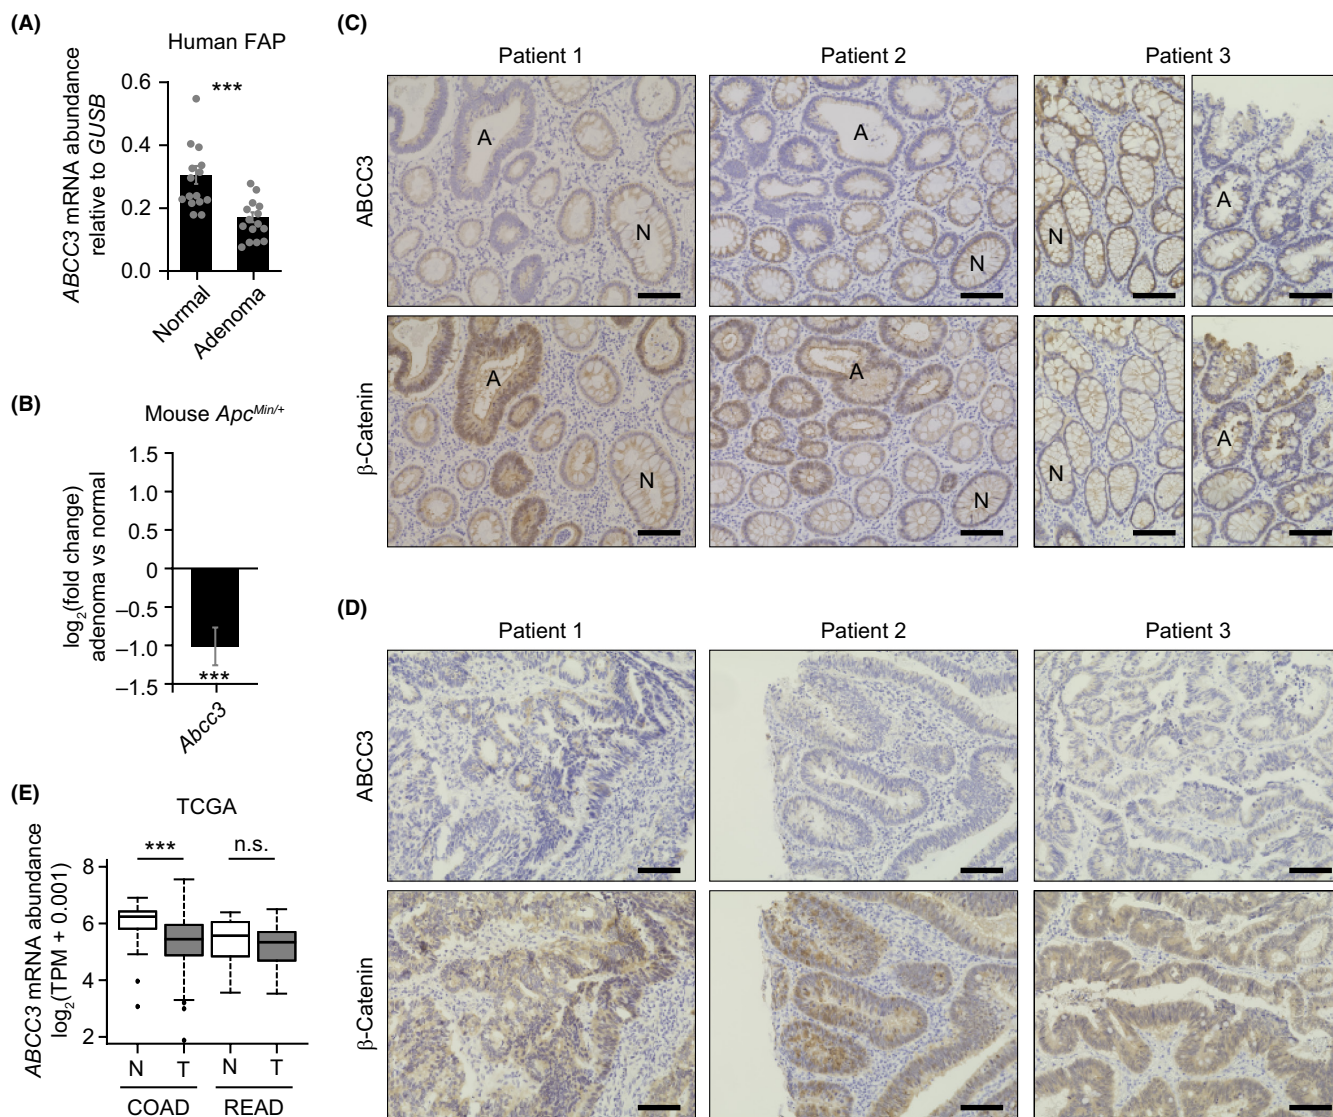 (A)
Human FAP
ABCC3 mRNA abundance
relative to GUSB
0.6
0.4
0.2
0.0
***
Normal
Adenoma
(B)
Mouse Apc^Min/+
log2(fold change)
adenoma vs normal
1.5
1.0
0.5
0
–0.5
–1.0
–1.5
***
Abcc3
(C)
Patient 1
Patient 2
Patient 3
ABCC3
A
N
A
N
N
A
β-Catenin
A
N
A
N
N
A
(D)
Patient 1
Patient 2
Patient 3
ABCC3
β-Catenin
(E)
TCGA
ABCC3 mRNA abundance
log2(TPM + 0.001)
8
6
4
2
***
n.s.
N
T
N
T
COAD
READ